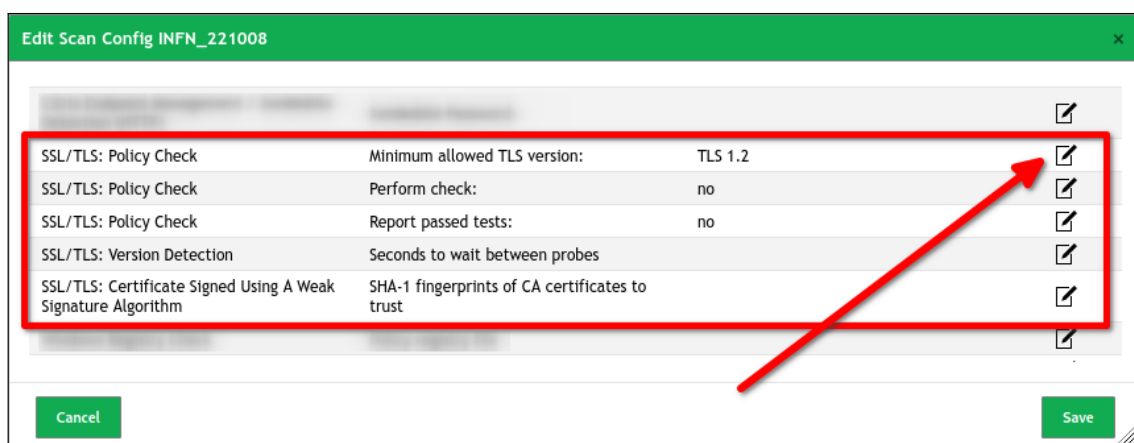 Edit Scan Config INFN_221008 ×
SSL/TLS: Policy Check Minimum allowed TLS version: TLS 1.2
SSL/TLS: Policy Check Perform check: no
SSL/TLS: Policy Check Report passed tests: no
SSL/TLS: Version Detection Seconds to wait between probes
SSL/TLS: Certificate Signed Using A Weak SHA-1 fingerprints of CA certificates to
Signature Algorithm trust
Cancel Save